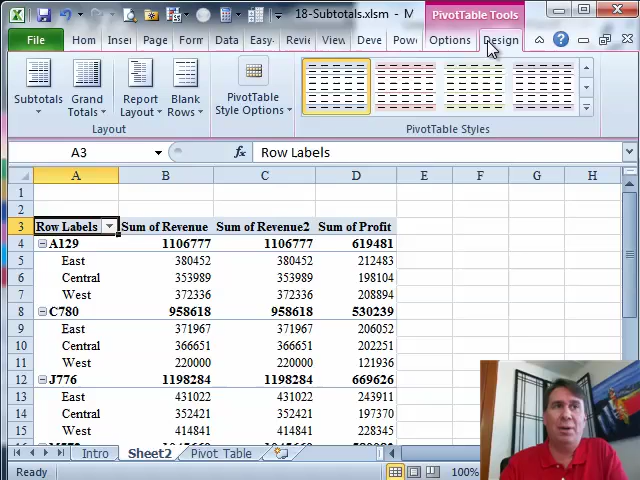 18-Subtotals.xlsm - M
PivotTable Tools
File Hom Inser Page Form Data Easy- Revie View Deve Powe Options Design
Subtotals Grand Totals Report Layout Blank Rows PivotTable Style Options
Layout PivotTable Styles
A3 fx Row Labels
A B C D E F G H
1
2
3 Row Labels Sum of Revenue Sum of Revenue2 Sum of Profit
4 A129 1106777 1106777 619481
5 East 380452 380452 212483
6 Central 353989 353989 198104
7 West 372336 372336 208894
8 C780 958618 958618 530239
9 East 371967 371967 206052
10 Central 366651 366651 202251
11 West 220000 220000 121936
12 J776 1198284 1198284 669626
13 East 431022 431022 243911
14 Central 352421 352421 197370
15 West 414841 414841 228345
Intro Sheet2 Pivot Table
Ready 100%